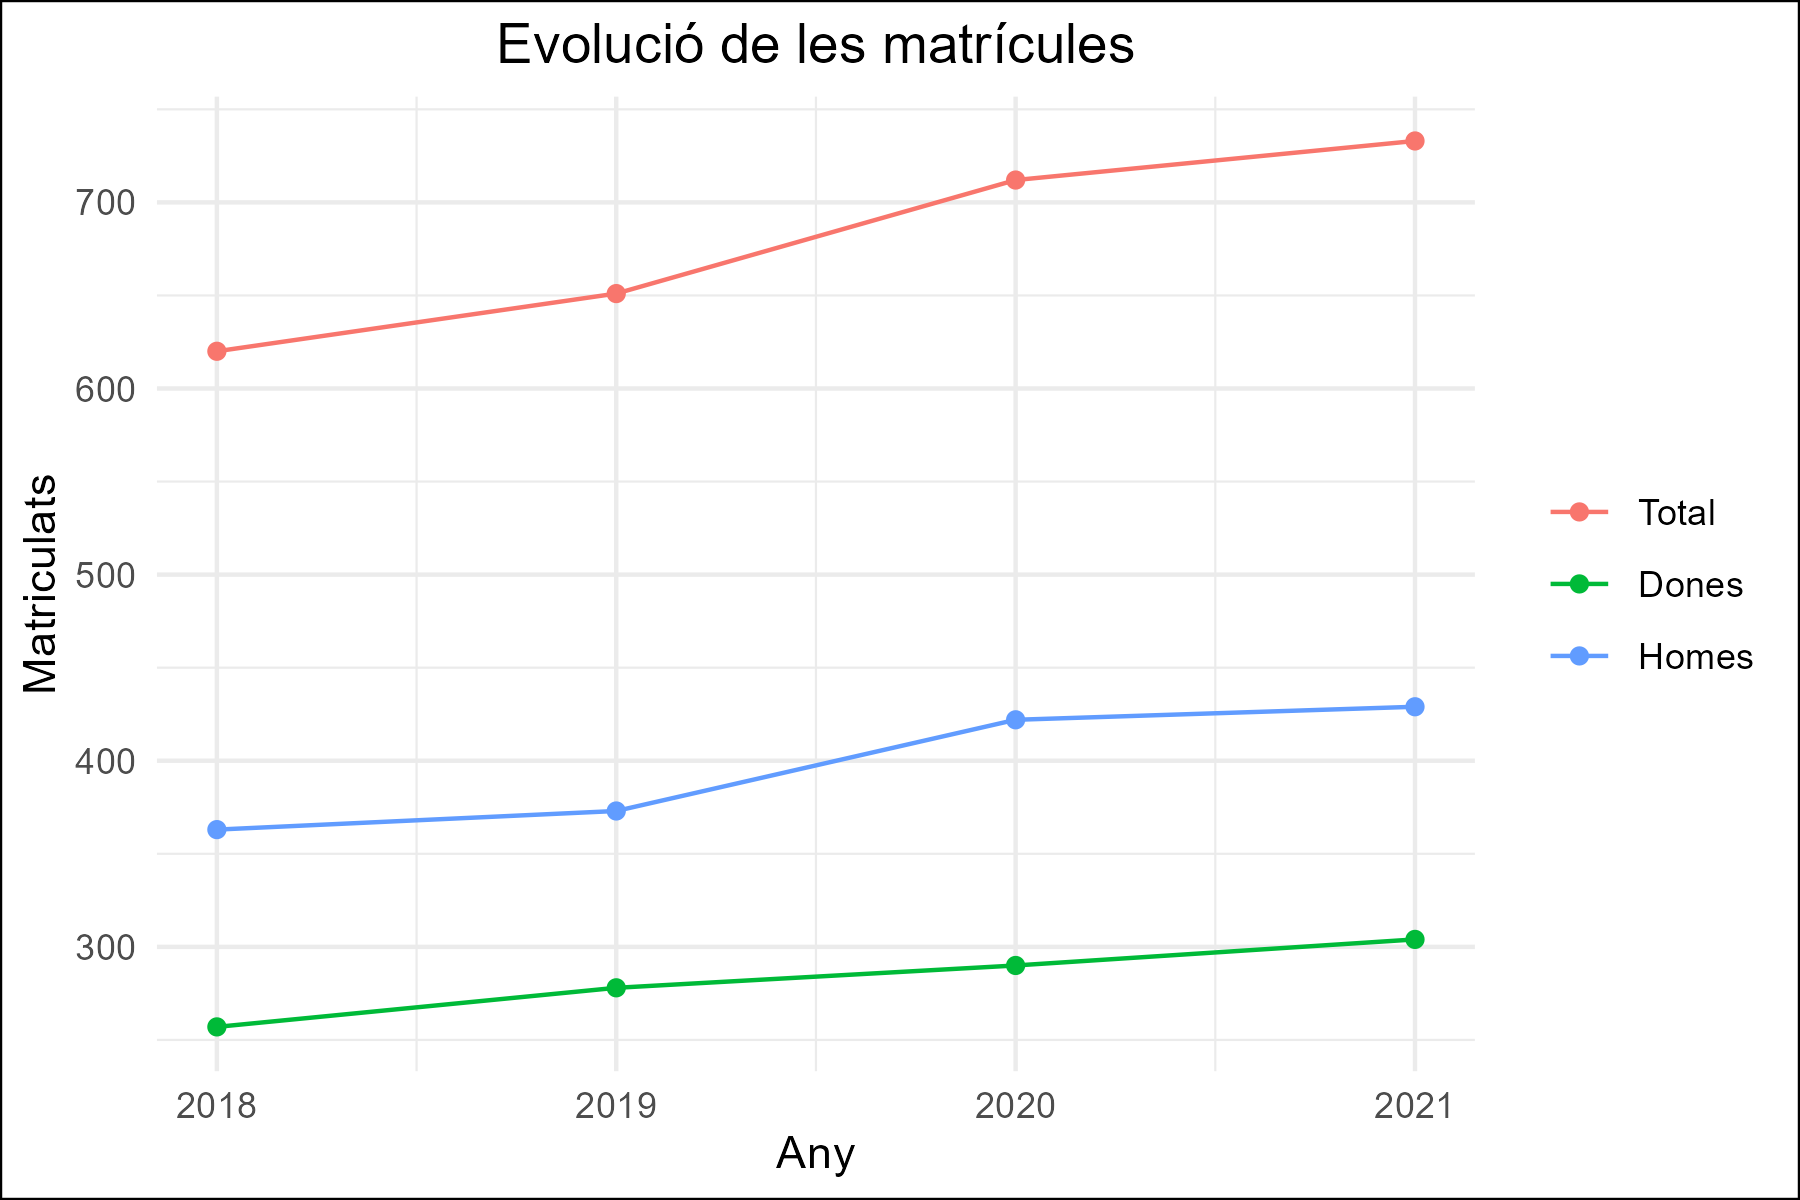 Evolució de les matrícules
Matriculats
700
600
500
400
300
2018
2019
2020
2021
Any
Total
Dones
Homes